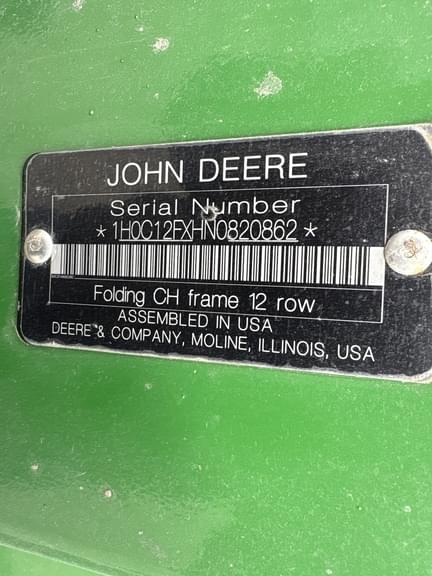 JOHN DEERE
Serial Number
*1H0C12FXHN0820862*
Folding CH frame 12 row
ASSEMBLED IN USA
DEERE & COMPANY, MOLINE, ILLINOIS, USA